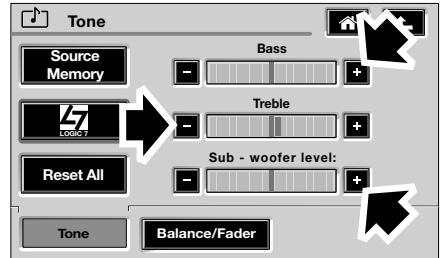 Tone
Source
Memory
Bass
- +
LOGIC 7
Treble
- +
Reset All
Sub - woofer level:
- +
Tone
Balance/Fader